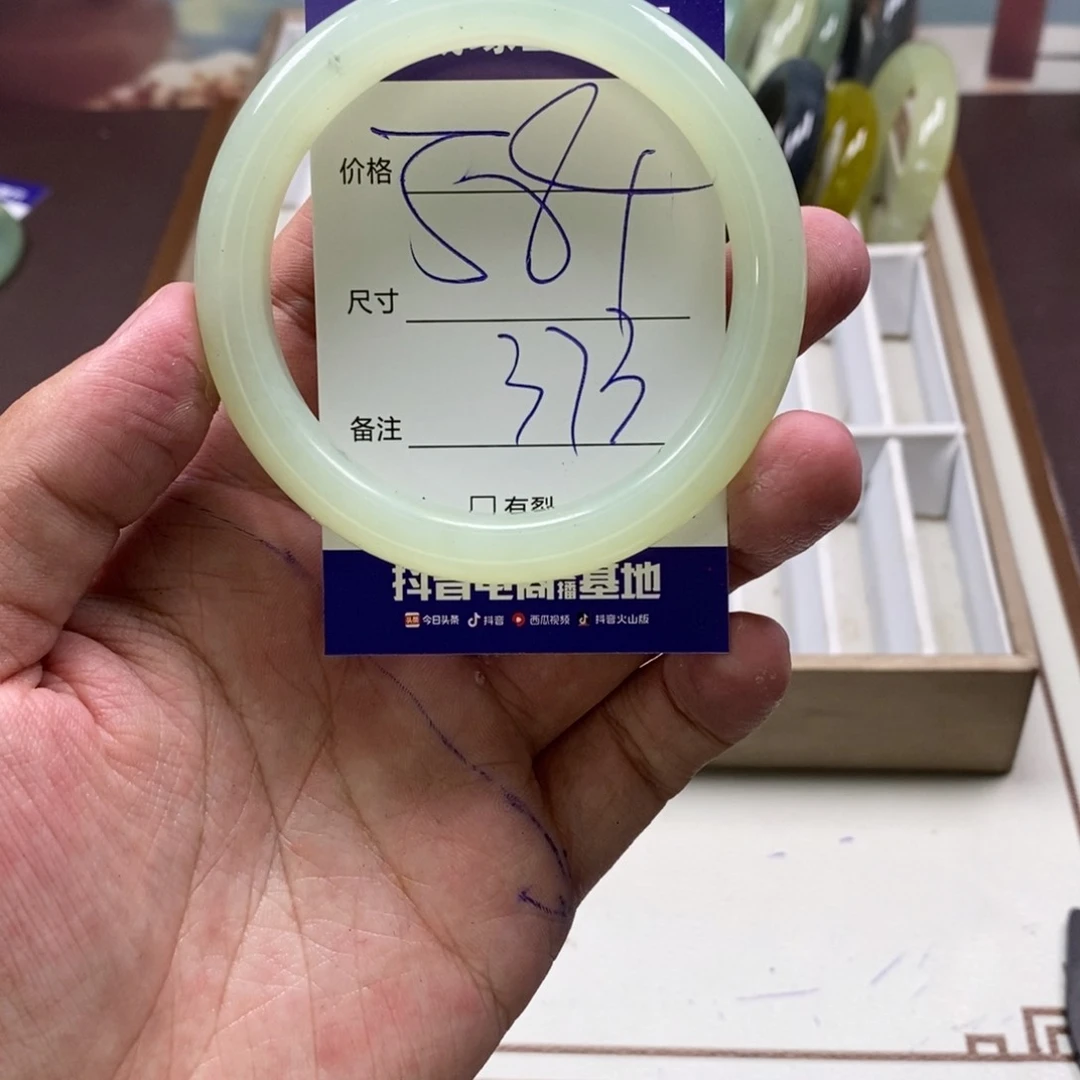 价格
584
尺寸
373
备注
有裂
抖音电商直播基地
今日头条 抖音 西瓜视频 抖音火山版